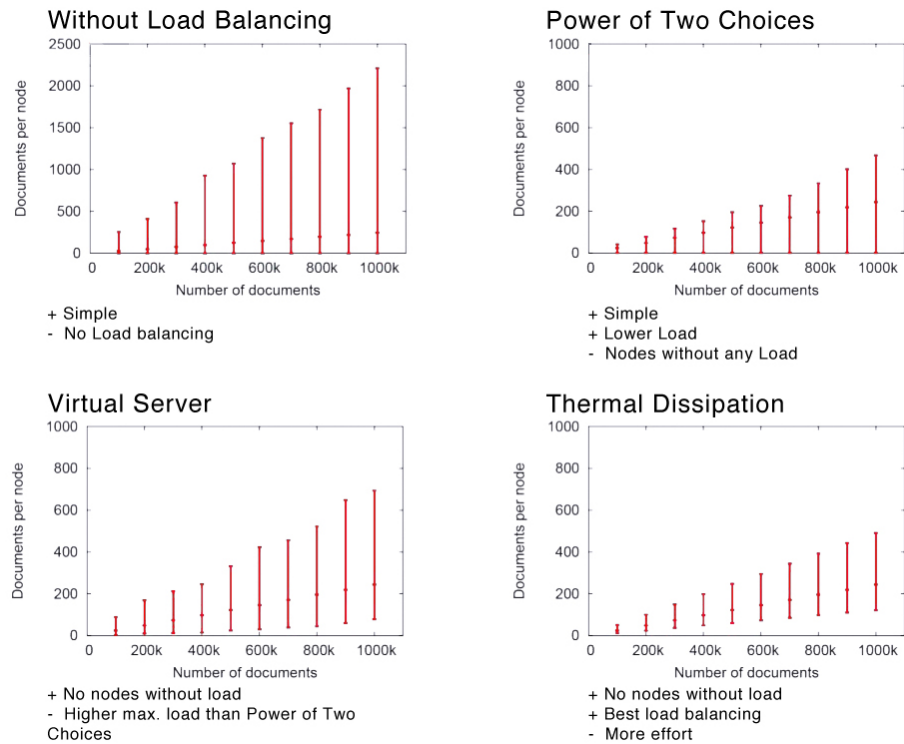 Without Load Balancing
2500
2000
1500
1000
500
0
Documents per node
0 200k 400k 600k 800k 1000k
Number of documents
+ Simple
- No Load balancing
Power of Two Choices
1000
800
600
400
200
0
Documents per node
0 200k 400k 600k 800k 1000k
Number of documents
+ Simple
+ Lower Load
- Nodes without any Load
Virtual Server
1000
800
600
400
200
0
Documents per node
0 200k 400k 600k 800k 1000k
Number of documents
+ No nodes without load
- Higher max. load than Power of Two
Choices
Thermal Dissipation
1000
800
600
400
200
0
Documents per node
0 200k 400k 600k 800k 1000k
Number of documents
+ No nodes without load
+ Best load balancing
- More effort